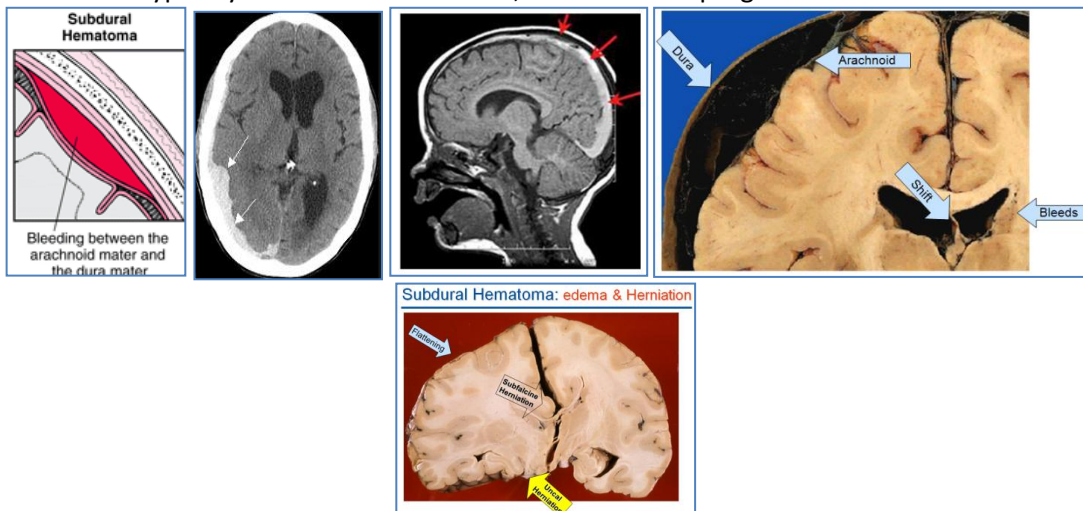 Subdural
Hematoma
Bleeding between the
arachnoid mater and
the dura mater
Dura
Arachnoid
Shift
Bleeds
Subdural Hematoma: edema & Herniation
Flattening
Subfalcine
Herniation
Uncal
Herniation